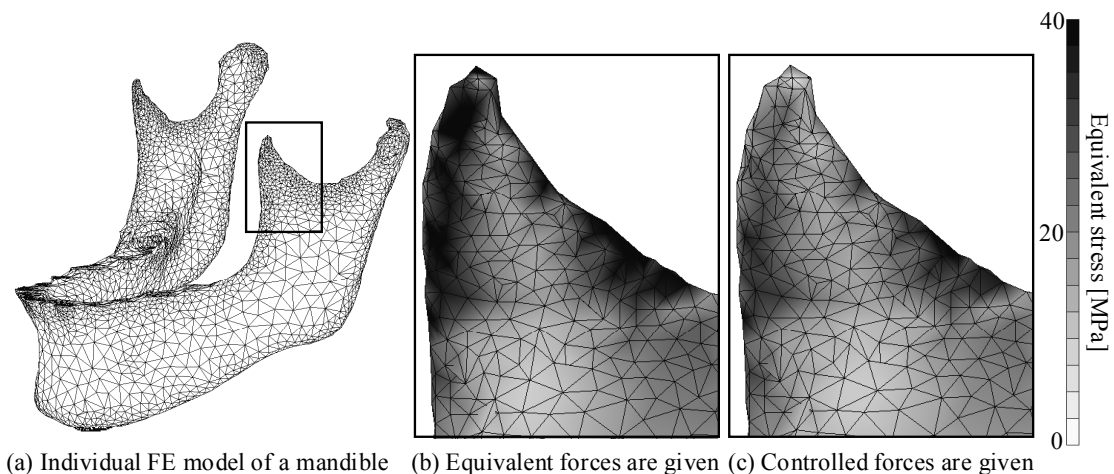 40
20
0
Equivalent stress [MPa]
(a) Individual FE model of a mandible
(b) Equivalent forces are given
(c) Controlled forces are given